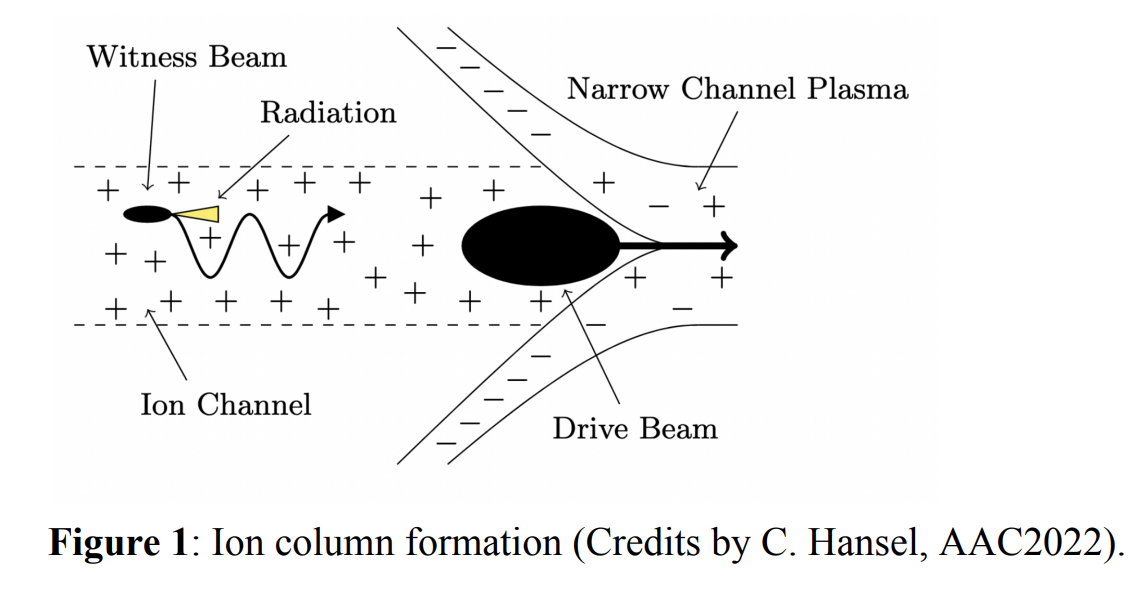 Witness Beam
Radiation
Narrow Channel Plasma
Ion Channel
Drive Beam
Figure 1: Ion column formation (Credits by C. Hansel, AAC2022).